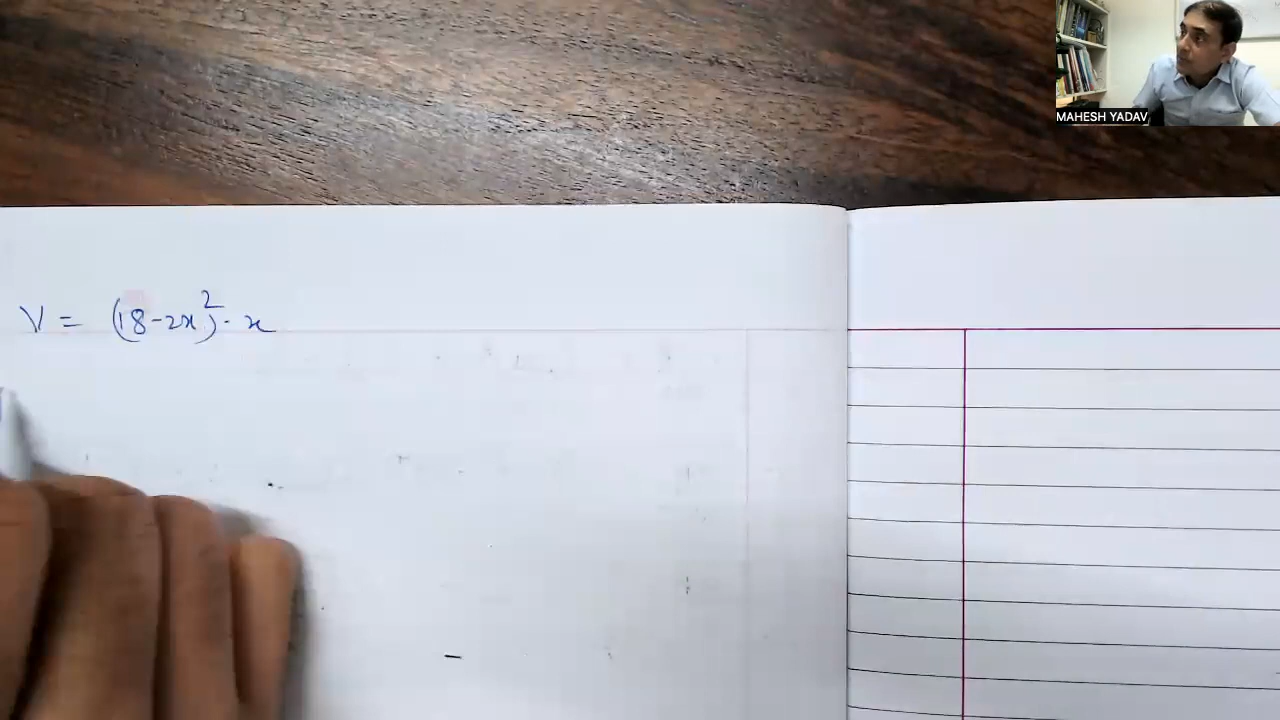 MAHESH YADAV
V = (18-2x)² · x